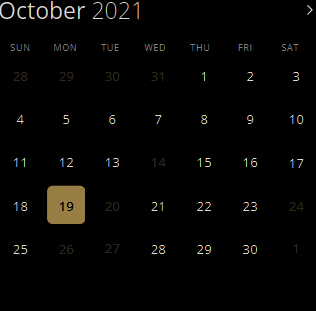 October 2021
SUN MON TUE WED THU FRI SAT
28 29 30 31 1 2 3
4 5 6 7 8 9 10
11 12 13 14 15 16 17
18 19 20 21 22 23 24
25 26 27 28 29 30 1